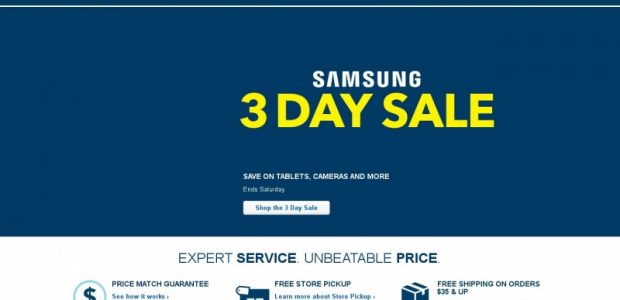 SAMSUNG
3 DAY SALE
SAVE ON TABLETS, CAMERAS AND MORE
Ends Saturday.
Shop the 3 Day Sale
EXPERT SERVICE. UNBEATABLE PRICE.
$
PRICE MATCH GUARANTEE
See how it works ›
FREE STORE PICKUP
Learn more about Store Pickup ›
FREE SHIPPING ON ORDERS
$35 & UP